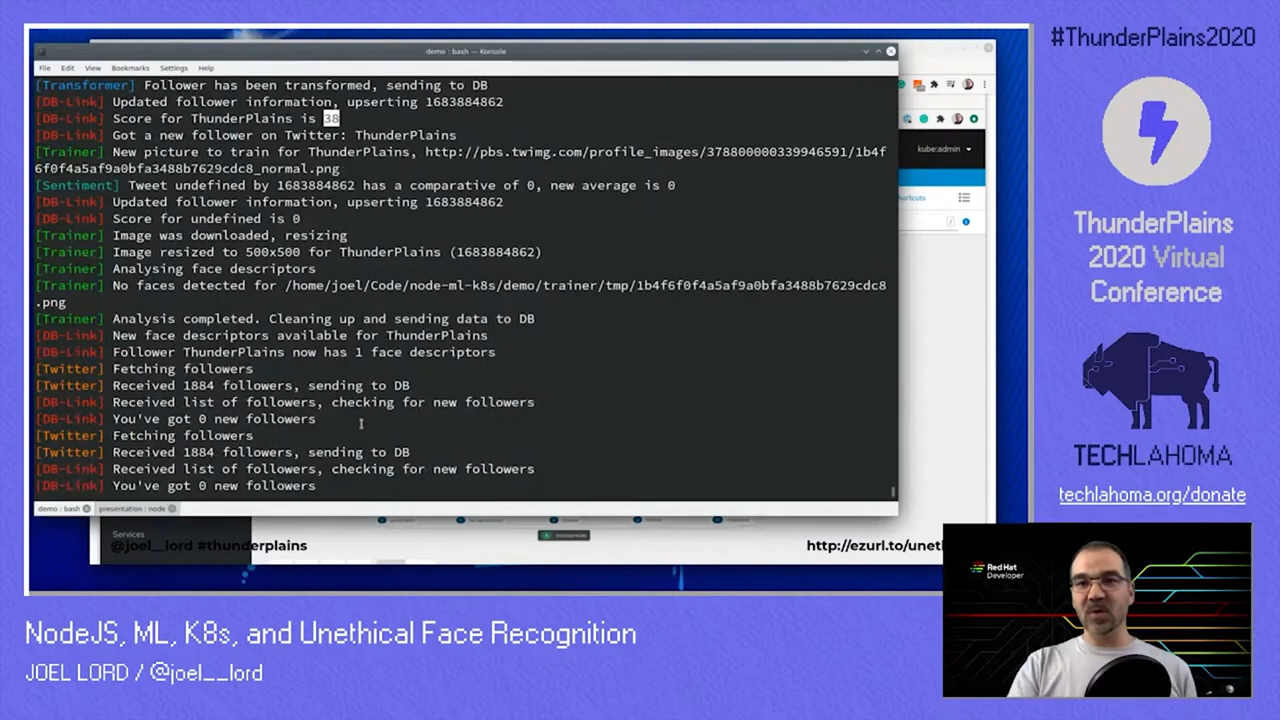 #ThunderPlains2020
demo : bash — Konsole
File Edit View Bookmarks Settings Help
[Transformer] Follower has been transformed, sending to DB
[DB-Link] Updated follower information, upserting 1683884862
[DB-Link] Score for ThunderPlains is 38
[DB-Link] Got a new follower on Twitter: ThunderPlains
[Trainer] New picture to train for ThunderPlains, http://pbs.twimg.com/profile_images/378800000339946591/1b4f
6f0f4a5af9a0bfa3488b7629cdc8_normal.png
[Sentiment] Tweet undefined by 1683884862 has a comparative of 0, new average is 0
[DB-Link] Updated follower information, upserting 1683884862
[DB-Link] Score for undefined is 0
[Trainer] Image was downloaded, resizing
[Trainer] Image resized to 500x500 for ThunderPlains (1683884862)
[Trainer] Analysing face descriptors
[Trainer] No faces detected for /home/joel/Code/node-ml-k8s/demo/trainer/tmp/1b4f6f0f4a5af9a0bfa3488b7629cdc8
.png
[Trainer] Analysis completed. Cleaning up and sending data to DB
[DB-Link] New face descriptors available for ThunderPlains
[DB-Link] Follower ThunderPlains now has 1 face descriptors
[Twitter] Fetching followers
[Twitter] Received 1884 followers, sending to DB
[DB-Link] Received list of followers, checking for new followers
[DB-Link] You've got 0 new followers
[Twitter] Fetching followers
[Twitter] Received 1884 followers, sending to DB
[DB-Link] Received list of followers, checking for new followers
[DB-Link] You've got 0 new followers
demo : bash presentation : node
kube:admin
Services
@joel__lord #thunderplains
http://ezurl.to/uneth
ThunderPlains
2020 Virtual
Conference
TECHLAHOMA
techlahoma.org/donate
Red Hat
Developer
NodeJS, ML, K8s, and Unethical Face Recognition
JOEL LORD / @joel__lord